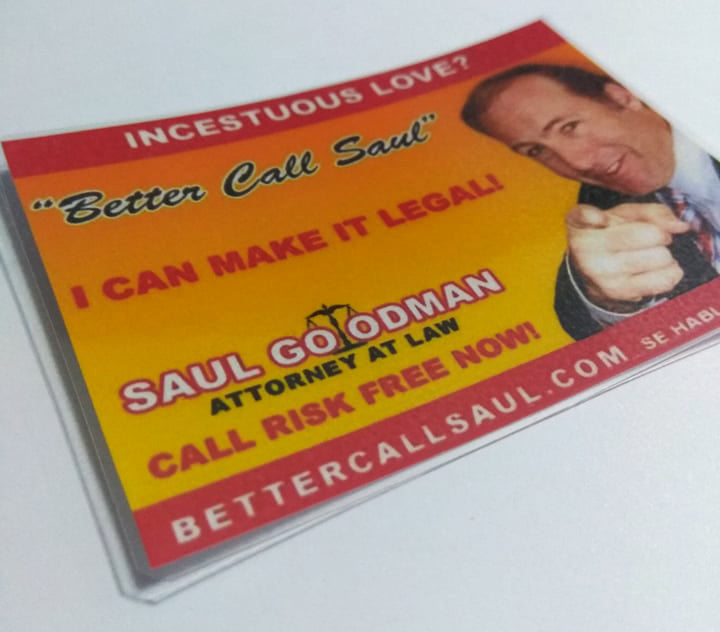 INCESTUOUS LOVE?
"Better Call Saul"
I CAN MAKE IT LEGAL!
SAUL GOODMAN
ATTORNEY AT LAW
CALL RISK FREE NOW!
BETTERCALLSAUL.COM SE HABL